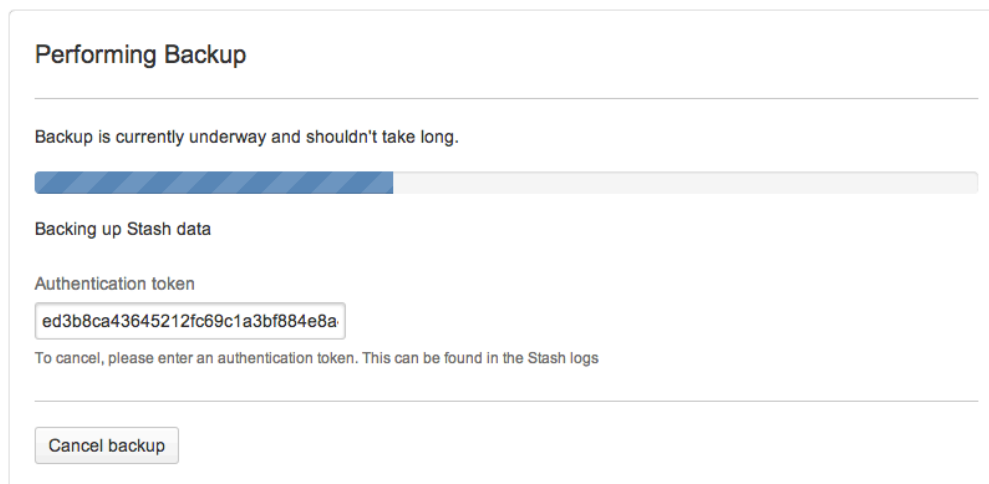 Performing Backup
Backup is currently underway and shouldn't take long.
Backing up Stash data
Authentication token
ed3b8ca43645212fc69c1a3bf884e8a
To cancel, please enter an authentication token. This can be found in the Stash logs
Cancel backup